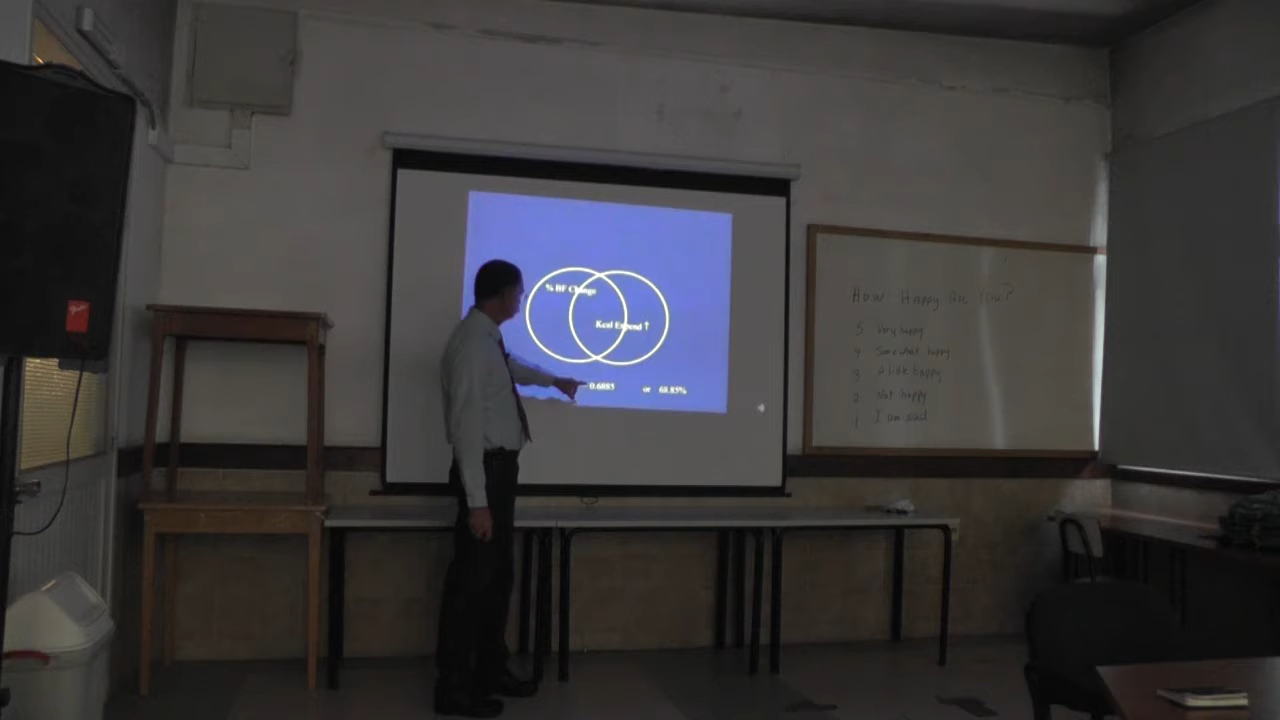 % BF Change
Kcal Expend ↑
0.6885 or 68.85%
How Happy Are You?
5 Very happy
4 Somewhat happy
3 A little happy
2 Not happy
1 I am sad